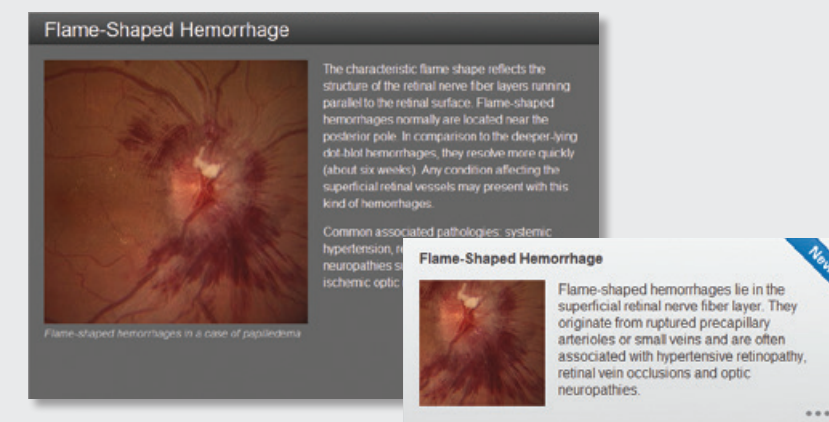 Flame-Shaped Hemorrhage
The characteristic flame shape reflects the
structure of the retinal nerve fiber layers running
parallel to the retinal surface. Flame-shaped
hemorrhages normally are located near the
posterior pole. In comparison to the deeper-lying
dot-blot hemorrhages, they resolve more quickly
(about six weeks). Any condition affecting the
superficial retinal vessels may present with this
kind of hemorrhages.
Common associated pathologies: systemic
hypertension,
neuropathies
ischemic optic
Flame-shaped hemorrhages in a case of papilledema
Flame-Shaped Hemorrhage
New
Flame-shaped hemorrhages lie in the
superficial retinal nerve fiber layer. They
originate from ruptured precapillary
arterioles or small veins and are often
associated with hypertensive retinopathy,
retinal vein occlusions and optic
neuropathies.